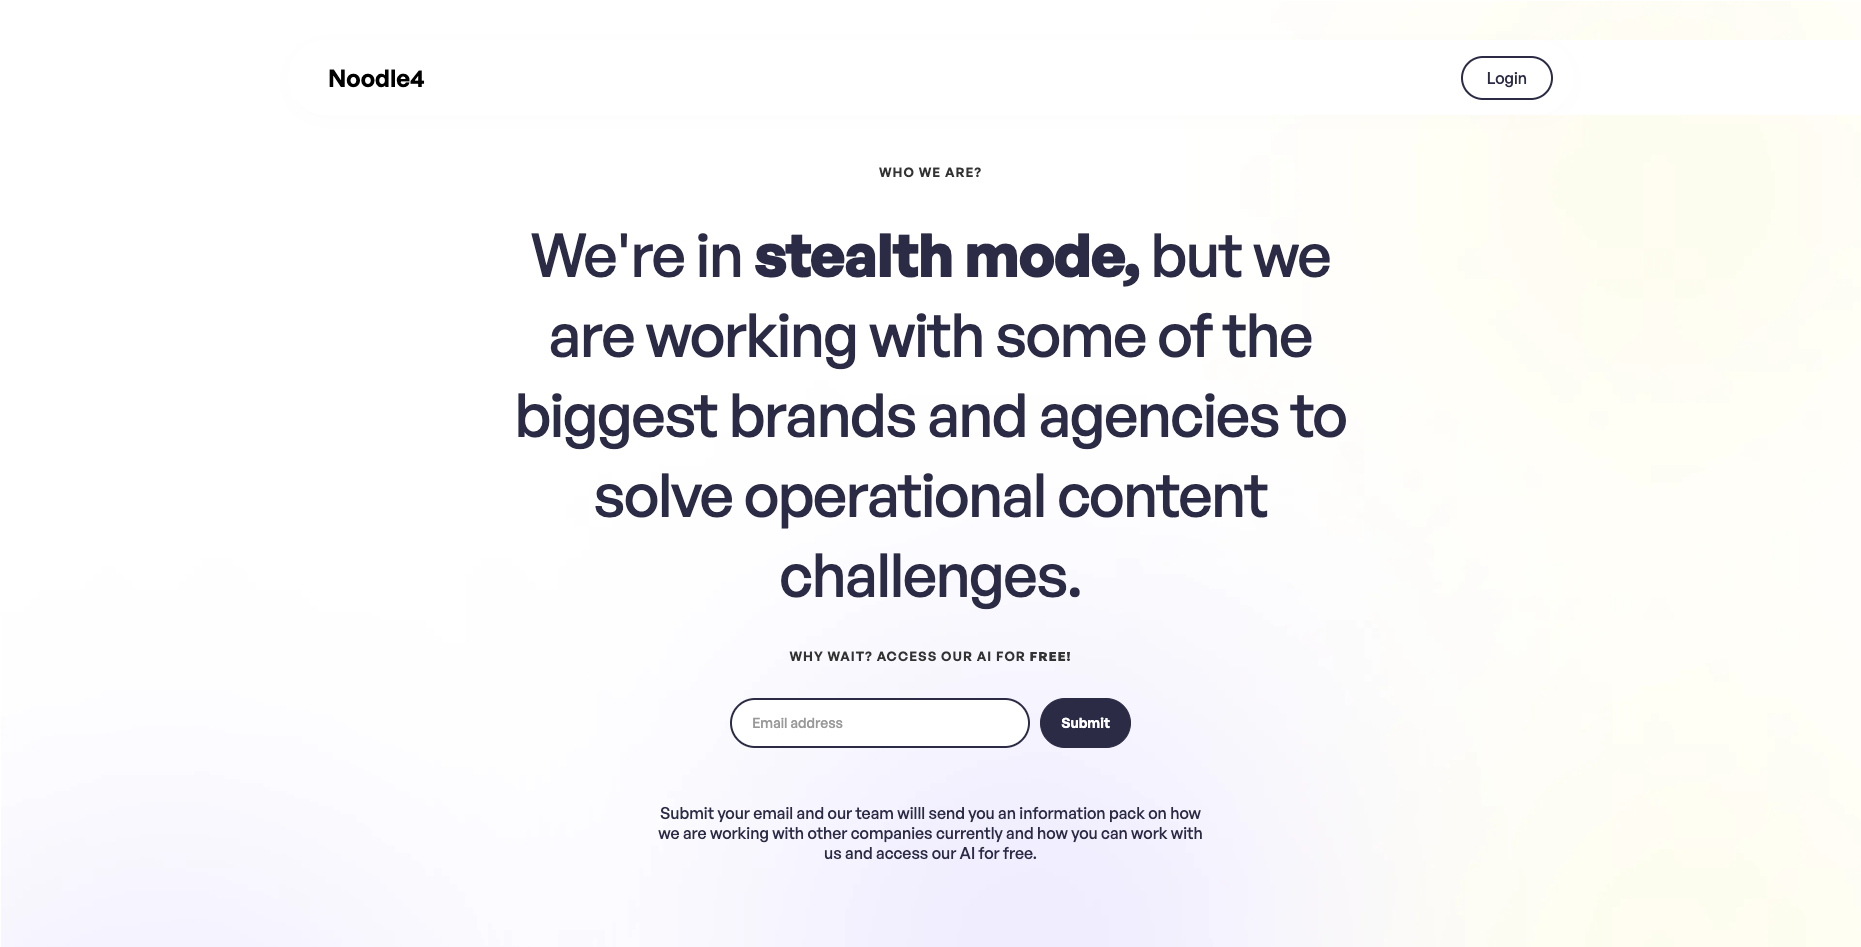 Noodle4
Login
WHO WE ARE?
We're in stealth mode, but we
are working with some of the
biggest brands and agencies to
solve operational content
challenges.
WHY WAIT? ACCESS OUR AI FOR FREE!
Email address
Submit
Submit your email and our team willl send you an information pack on how
we are working with other companies currently and how you can work with
us and access our AI for free.